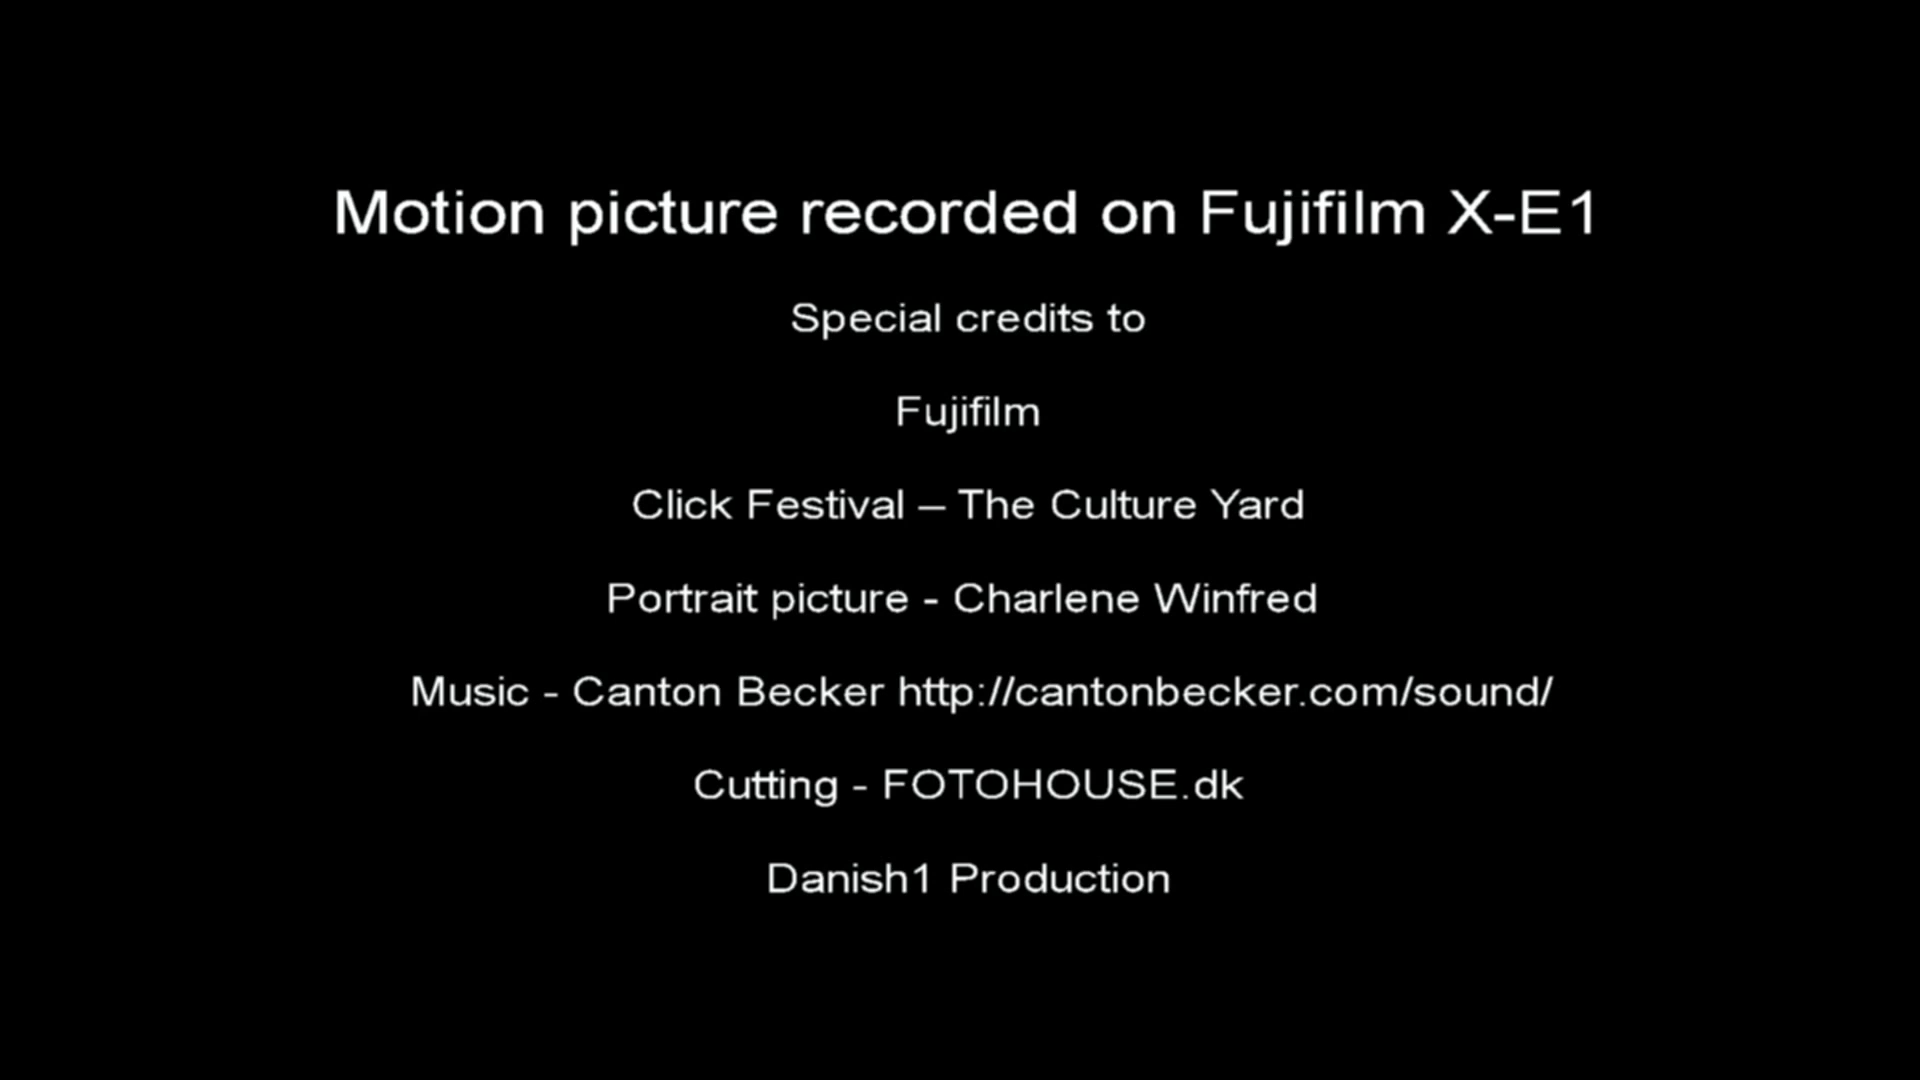 Motion picture recorded on Fujifilm X-E1
Special credits to
Fujifilm
Click Festival – The Culture Yard
Portrait picture - Charlene Winfred
Music - Canton Becker http://cantonbecker.com/sound/
Cutting - FOTOHOUSE.dk
Danish1 Production